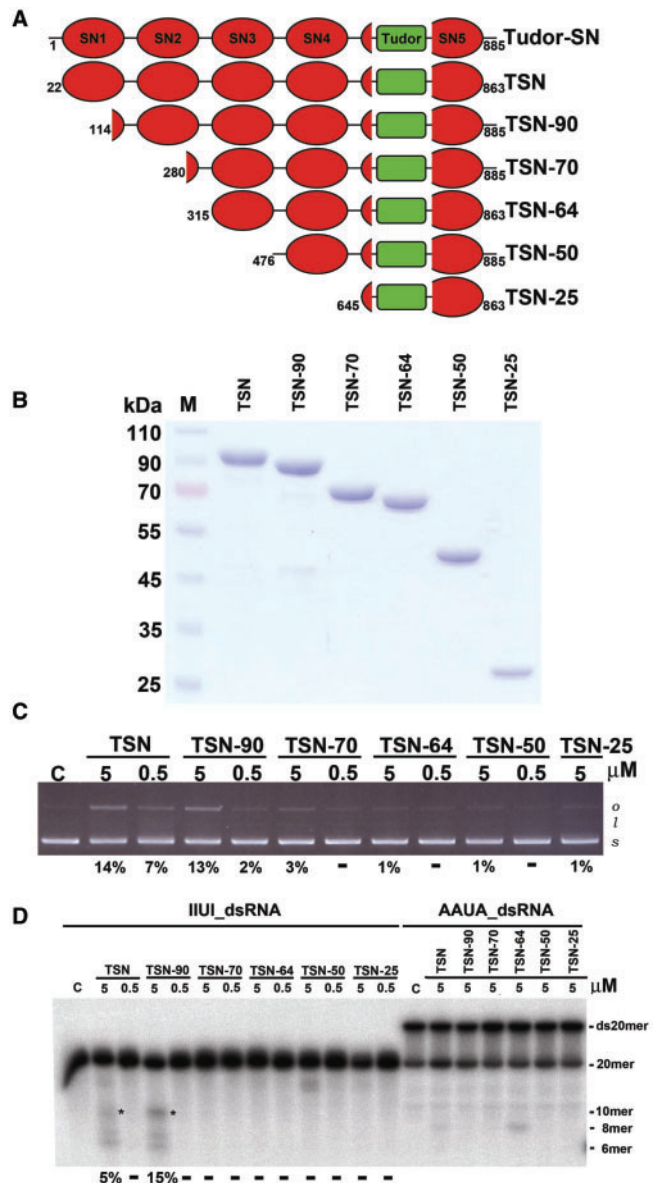 A
SN1 SN2 SN3 SN4 Tudor SN5
1 885 Tudor-SN
22 863 TSN
114 885 TSN-90
280 885 TSN-70
315 863 TSN-64
476 885 TSN-50
645 863 TSN-25
B
kDa M TSN TSN-90 TSN-70 TSN-64 TSN-50 TSN-25
110
90
70
55
45
35
25
C
TSN TSN-90 TSN-70 TSN-64 TSN-50 TSN-25
C 5 0.5 5 0.5 5 0.5 5 0.5 5 0.5 5 μM
o
l
s
14% 7% 13% 2% 3% - 1% - 1% - 1%
D
IIUI_dsRNA AAUA_dsRNA
TSN TSN-90 TSN-70 TSN-64 TSN-50 TSN-25 TSN TSN-90 TSN-70 TSN-64 TSN-50 TSN-25
C 5 0.5 5 0.5 5 0.5 5 0.5 5 0.5 5 0.5 C 5 5 5 5 5 5 μM
- ds20mer
- 20mer
* * - 10mer
- 8mer
- 6mer
5% - 15% - - - - - - - - -